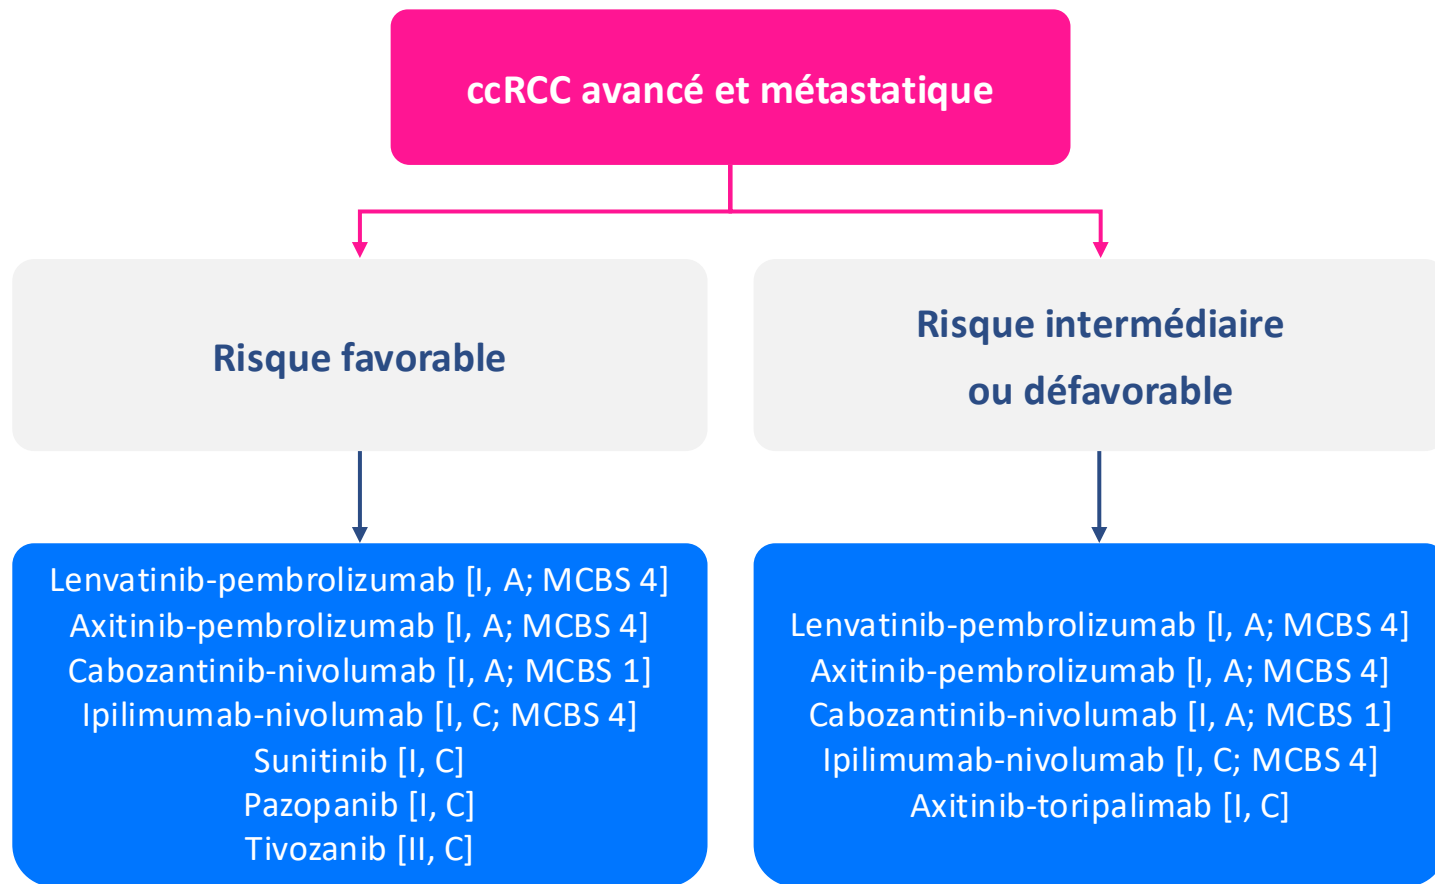 ccRCC avancé et métastatique
Risque favorable
Risque intermédiaire
ou défavorable
Lenvatinib-pembrolizumab [I, A; MCBS 4]
Axitinib-pembrolizumab [I, A; MCBS 4]
Cabozantinib-nivolumab [I, A; MCBS 1]
Ipilimumab-nivolumab [I, C; MCBS 4]
Sunitinib [I, C]
Pazopanib [I, C]
Tivozanib [II, C]
Lenvatinib-pembrolizumab [I, A; MCBS 4]
Axitinib-pembrolizumab [I, A; MCBS 4]
Cabozantinib-nivolumab [I, A; MCBS 1]
Ipilimumab-nivolumab [I, C; MCBS 4]
Axitinib-toripalimab [I, C]